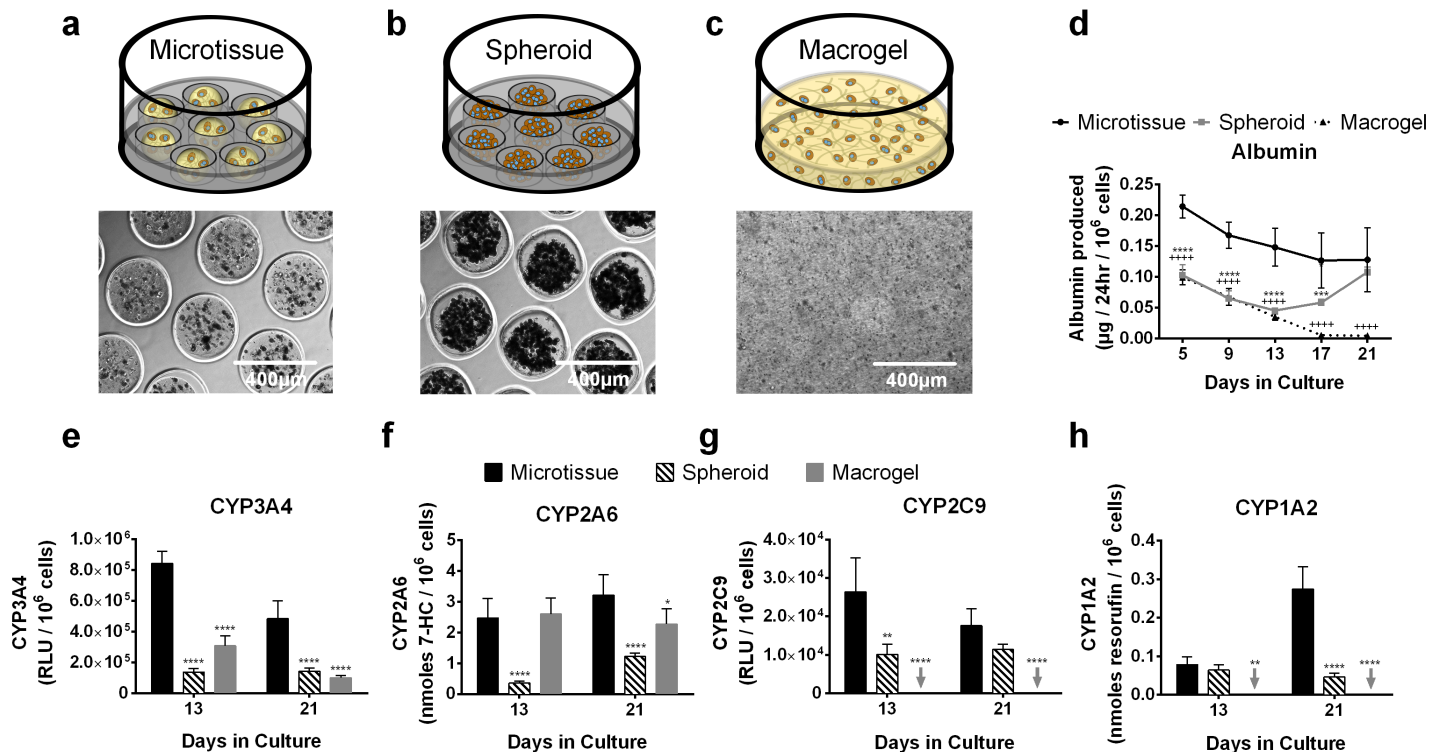 a
Microtissue
400µm
b
Spheroid
400µm
c
Macrogel
400µm
d
Microtissue Spheroid Macrogel
Albumin
Albumin produced
(µg / 24hr / 10⁶ cells)
0.25
0.20
0.15
0.10
0.05
0.00
****
++++
****
++++
****
++++
***
++++
++++
5 9 13 17 21
Days in Culture
Microtissue Spheroid Macrogel
e
CYP3A4
CYP3A4
(RLU / 10⁶ cells)
1.0×10⁶
8.0×10⁵
6.0×10⁵
4.0×10⁵
2.0×10⁵
0
****
****
****
****
13 21
Days in Culture
f
CYP2A6
CYP2A6
(nmoles 7-HC / 10⁶ cells)
5
4
3
2
1
0
****
****
*
13 21
Days in Culture
g
CYP2C9
CYP2C9
(RLU / 10⁶ cells)
4.0×10⁴
3.0×10⁴
2.0×10⁴
10×10⁴
0
**
****
****
13 21
Days in Culture
h
CYP1A2
CYP1A2
(nmoles resorufin / 10⁶ cells)
0.4
0.3
0.2
0.1
0.0
**
****
****
13 21
Days in Culture